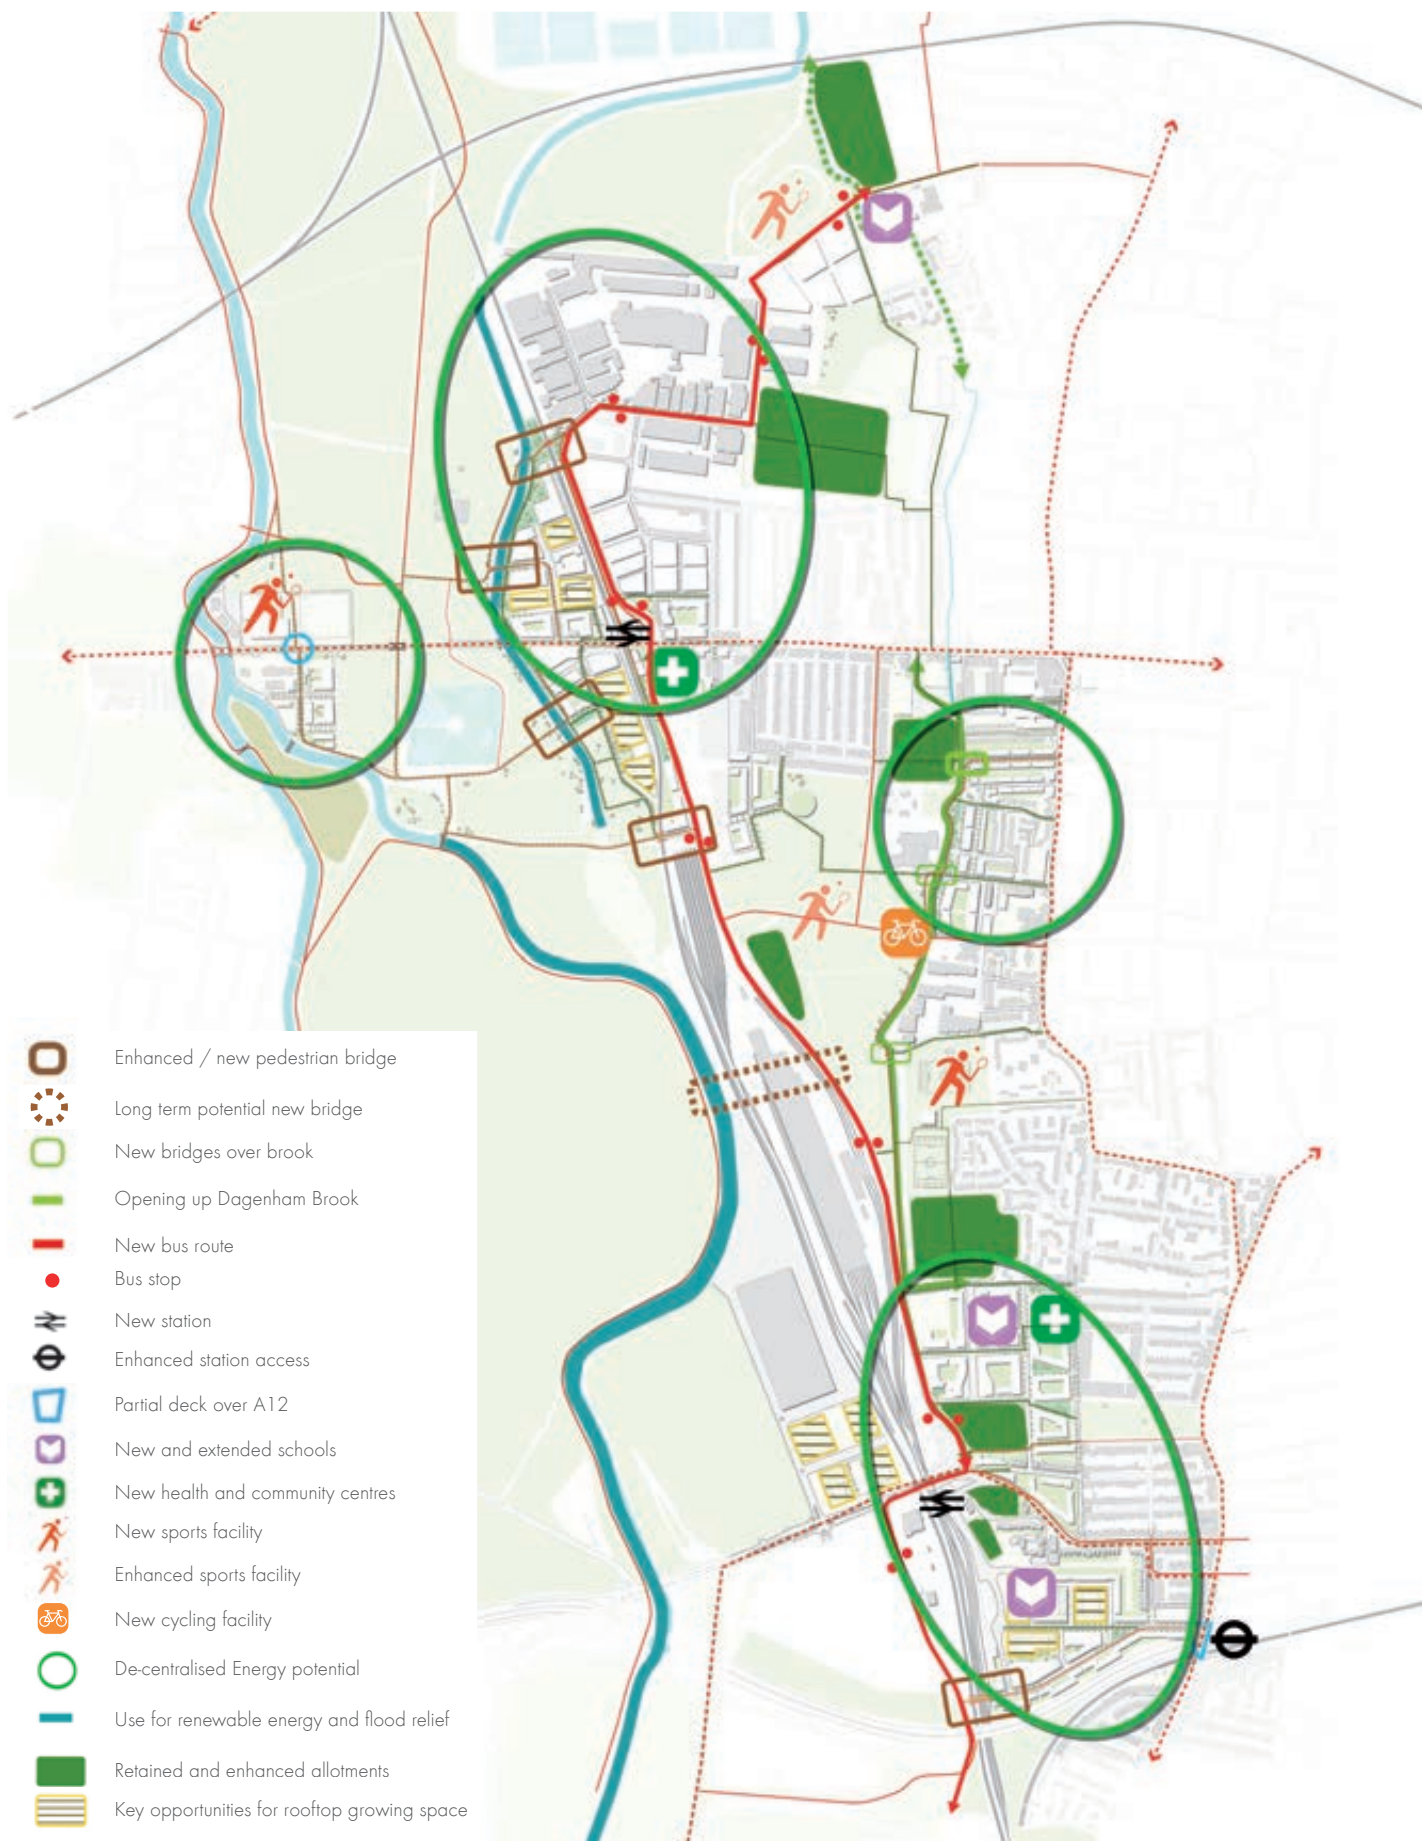 Enhanced / new pedestrian bridge
Long term potential new bridge
New bridges over brook
Opening up Dagenham Brook
New bus route
Bus stop
New station
Enhanced station access
Partial deck over A12
New and extended schools
New health and community centres
New sports facility
Enhanced sports facility
New cycling facility
De-centralised Energy potential
Use for renewable energy and flood relief
Retained and enhanced allotments
Key opportunities for rooftop growing space